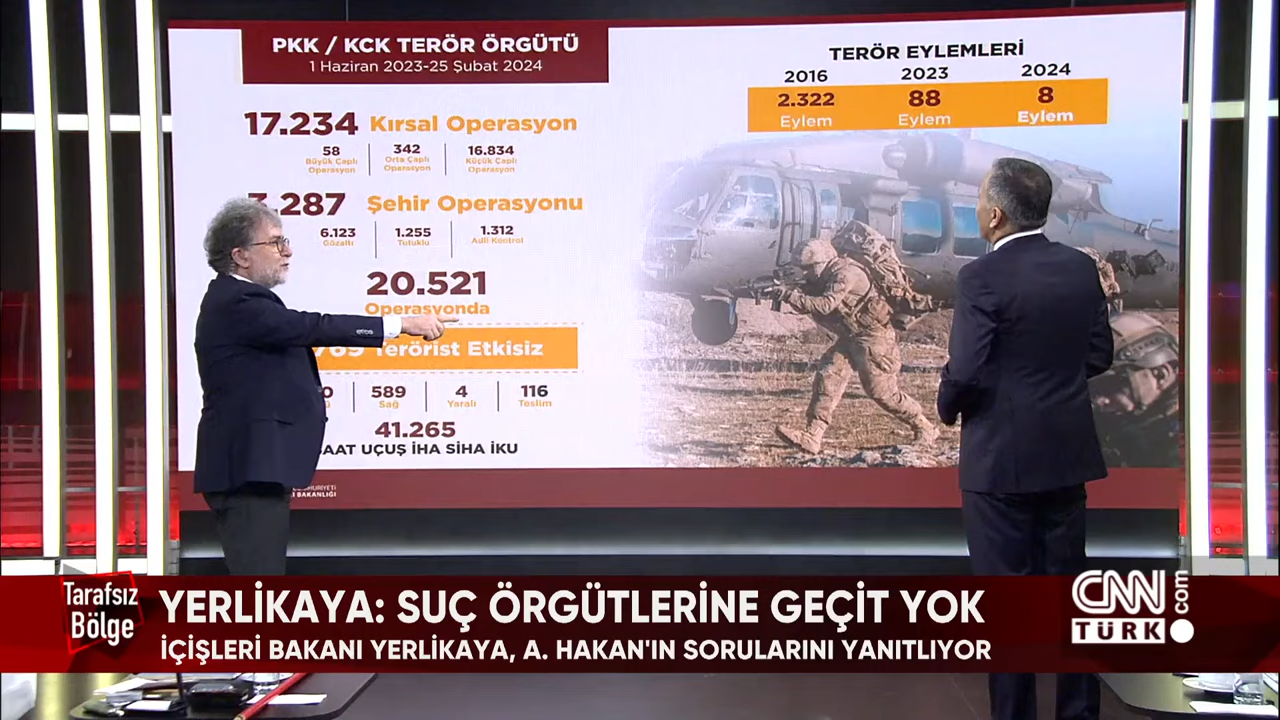 PKK / KCK TERÖR ÖRGÜTÜ
1 Haziran 2023-25 Şubat 2024
17.234 Kırsal Operasyon
58
Büyük Çaplı
Operasyon
342
Orta Çaplı
Operasyon
16.834
Küçük Çaplı
Operasyon
.287 Şehir Operasyonu
6.123
Gözaltı
1.255
Tutuklu
1.312
Adli Kontrol
20.521
Operasyonda
Terörist Etkisiz
589
Sağ
4
Yaralı
116
Teslim
41.265
UÇUŞ İHA SİHA İKU
TERÖR EYLEMLERİ
2016
2.322
Eylem
2023
88
Eylem
2024
8
Eylem
Tarafsız
Bölge
YERLİKAYA: SUÇ ÖRGÜTLERİNE GEÇİT YOK
İÇİŞLERİ BAKANI YERLİKAYA, A. HAKAN'IN SORULARINI YANITLIYOR
CNN
TÜRK
.com